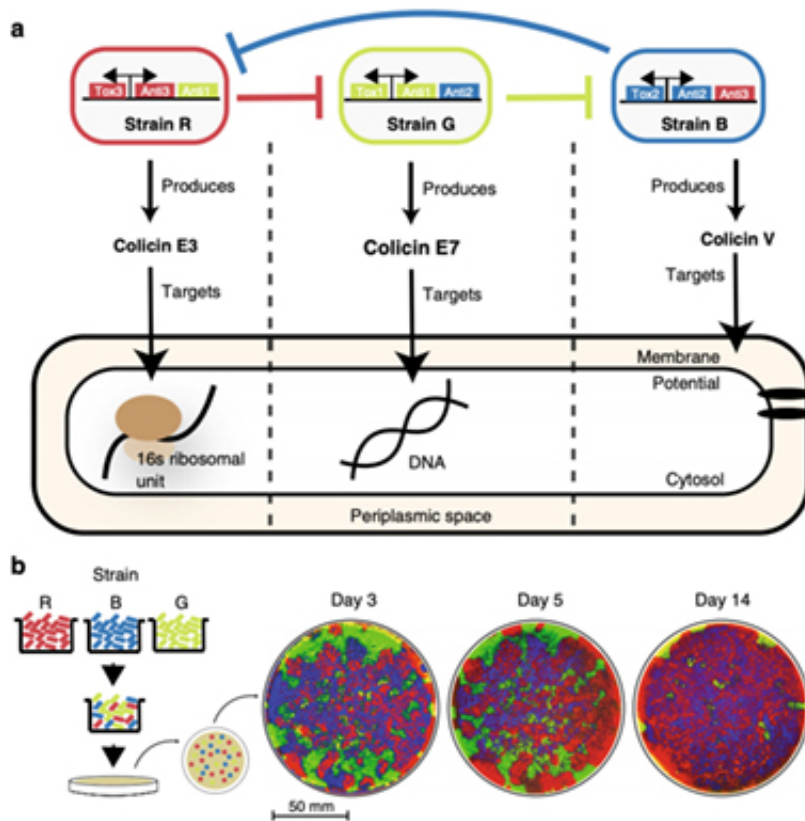 a
Tox3 Anti3 Anti1
Strain R
Tox1 Anti1 Anti2
Strain G
Tox2 Anti2 Anti3
Strain B
Produces
Produces
Produces
Colicin E3
Colicin E7
Colicin V
Targets
Targets
Targets
Membrane
Potential
16s ribosomal
unit
DNA
Cytosol
Periplasmic space
b
Strain
R B G
Day 3
Day 5
Day 14
50 mm